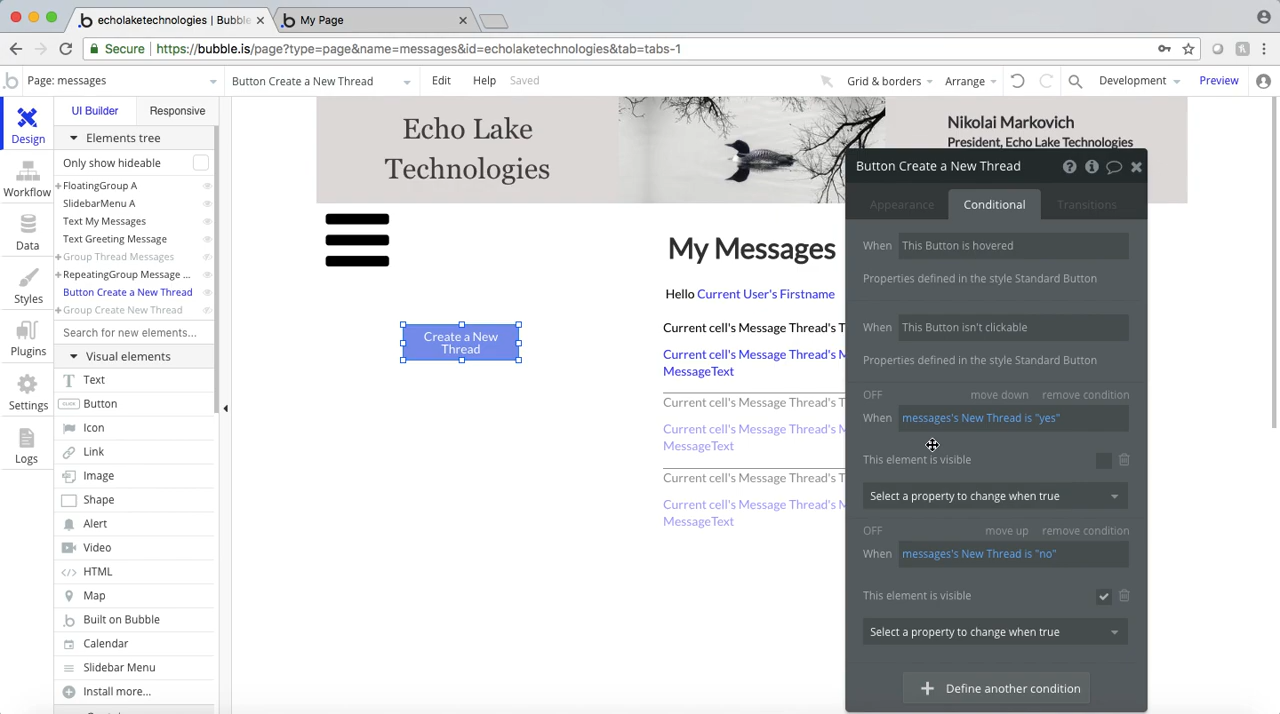 echolaketechnologies | Bubble
My Page
Secure
https://bubble.is/page?type=page&name=messages&id=echolaketechnologies&tab=tabs-1
Page: messages
Button Create a New Thread
Edit
Help
Saved
Grid & borders
Arrange
Development
Preview
Design
Workflow
Data
Styles
Plugins
Settings
Logs
UI Builder
Responsive
Elements tree
Only show hideable
FloatingGroup A
SlidebarMenu A
Text My Messages
Text Greeting Message
Group Thread Messages
RepeatingGroup Message ...
Button Create a New Thread
Group Create New Thread
Search for new elements...
Visual elements
Text
CLICK
Button
Icon
Link
Image
Shape
Alert
Video
HTML
Map
Built on Bubble
Calendar
Slidebar Menu
Install more...
Echo Lake
Technologies
Nikolai Markovich
President, Echo Lake Technologies
My Messages
Hello Current User's Firstname
Create a New
Thread
Current cell's Message Thread's T
Current cell's Message Thread's M
MessageText
Current cell's Message Thread's T
Current cell's Message Thread's M
MessageText
Current cell's Message Thread's T
Current cell's Message Thread's M
MessageText
Button Create a New Thread
Appearance
Conditional
Transitions
When
This Button is hovered
Properties defined in the style Standard Button
When
This Button isn't clickable
Properties defined in the style Standard Button
OFF
move down
remove condition
When
messages's New Thread is "yes"
This element is visible
Select a property to change when true
OFF
move up
remove condition
When
messages's New Thread is "no"
This element is visible
Select a property to change when true
Define another condition